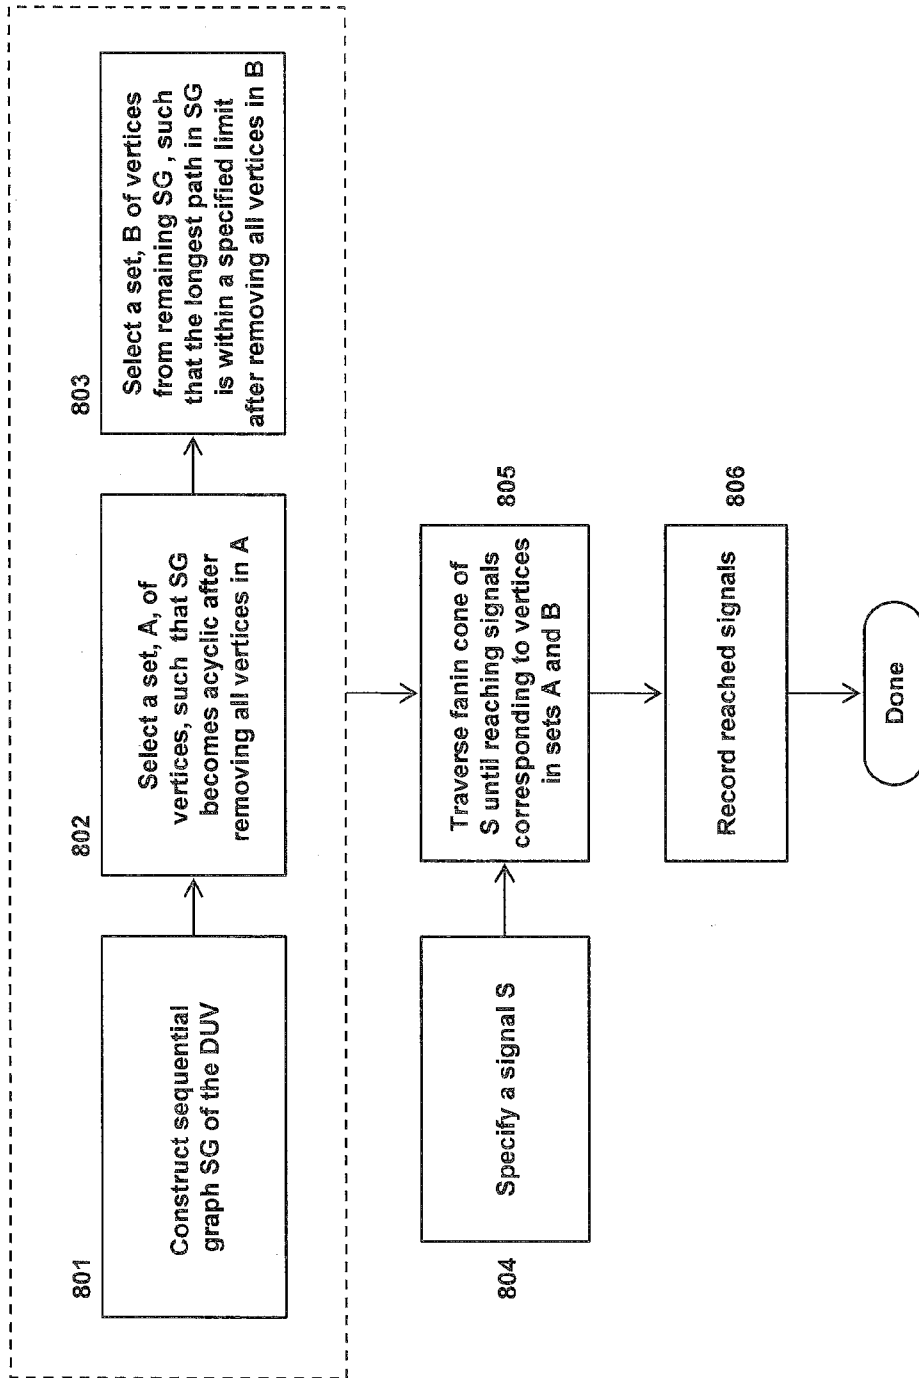 801
Construct sequential
graph SG of the DUV
802
Select a set, A, of
vertices, such that SG
becomes acyclic after
removing all vertices in A
803
Select a set, B of vertices
from remaining SG , such
that the longest path in SG
is within a specified limit
after removing all vertices in B
804
Specify a signal S
805
Traverse fanin cone of
S until reaching signals
corresponding to vertices
in sets A and B
806
Record reached signals
Done